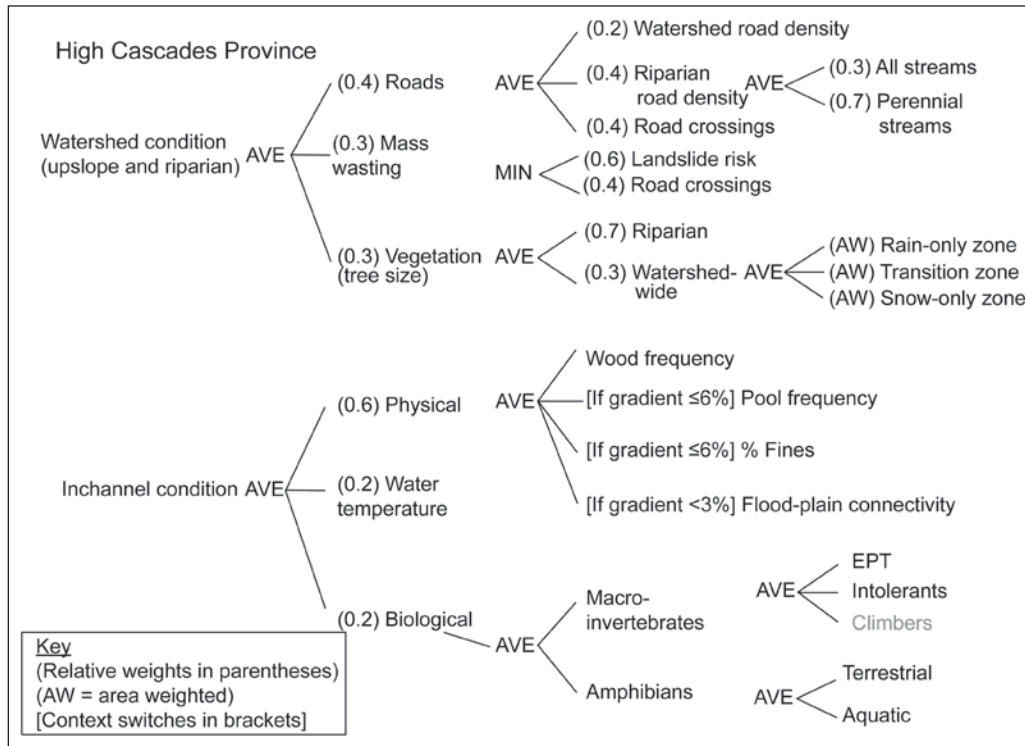 High Cascades Province
(0.2) Watershed road density
(0.4) Roads
AVE
(0.4) Riparian
road density
AVE
(0.3) All streams
(0.7) Perennial
streams
(0.4) Road crossings
Watershed condition
(upslope and riparian)
AVE
(0.3) Mass
wasting
MIN
(0.6) Landslide risk
(0.4) Road crossings
(0.3) Vegetation
(tree size)
AVE
(0.7) Riparian
(0.3) Watershed-
wide
AVE
(AW) Rain-only zone
(AW) Transition zone
(AW) Snow-only zone
Inchannel condition AVE
(0.6) Physical
AVE
Wood frequency
[If gradient ≤6%] Pool frequency
[If gradient ≤6%] % Fines
[If gradient <3%] Flood-plain connectivity
(0.2) Water
temperature
(0.2) Biological
AVE
Macro-
invertebrates
AVE
EPT
Intolerants
Climbers
Amphibians
AVE
Terrestrial
Aquatic
Key
(Relative weights in parentheses)
(AW = area weighted)
[Context switches in brackets]